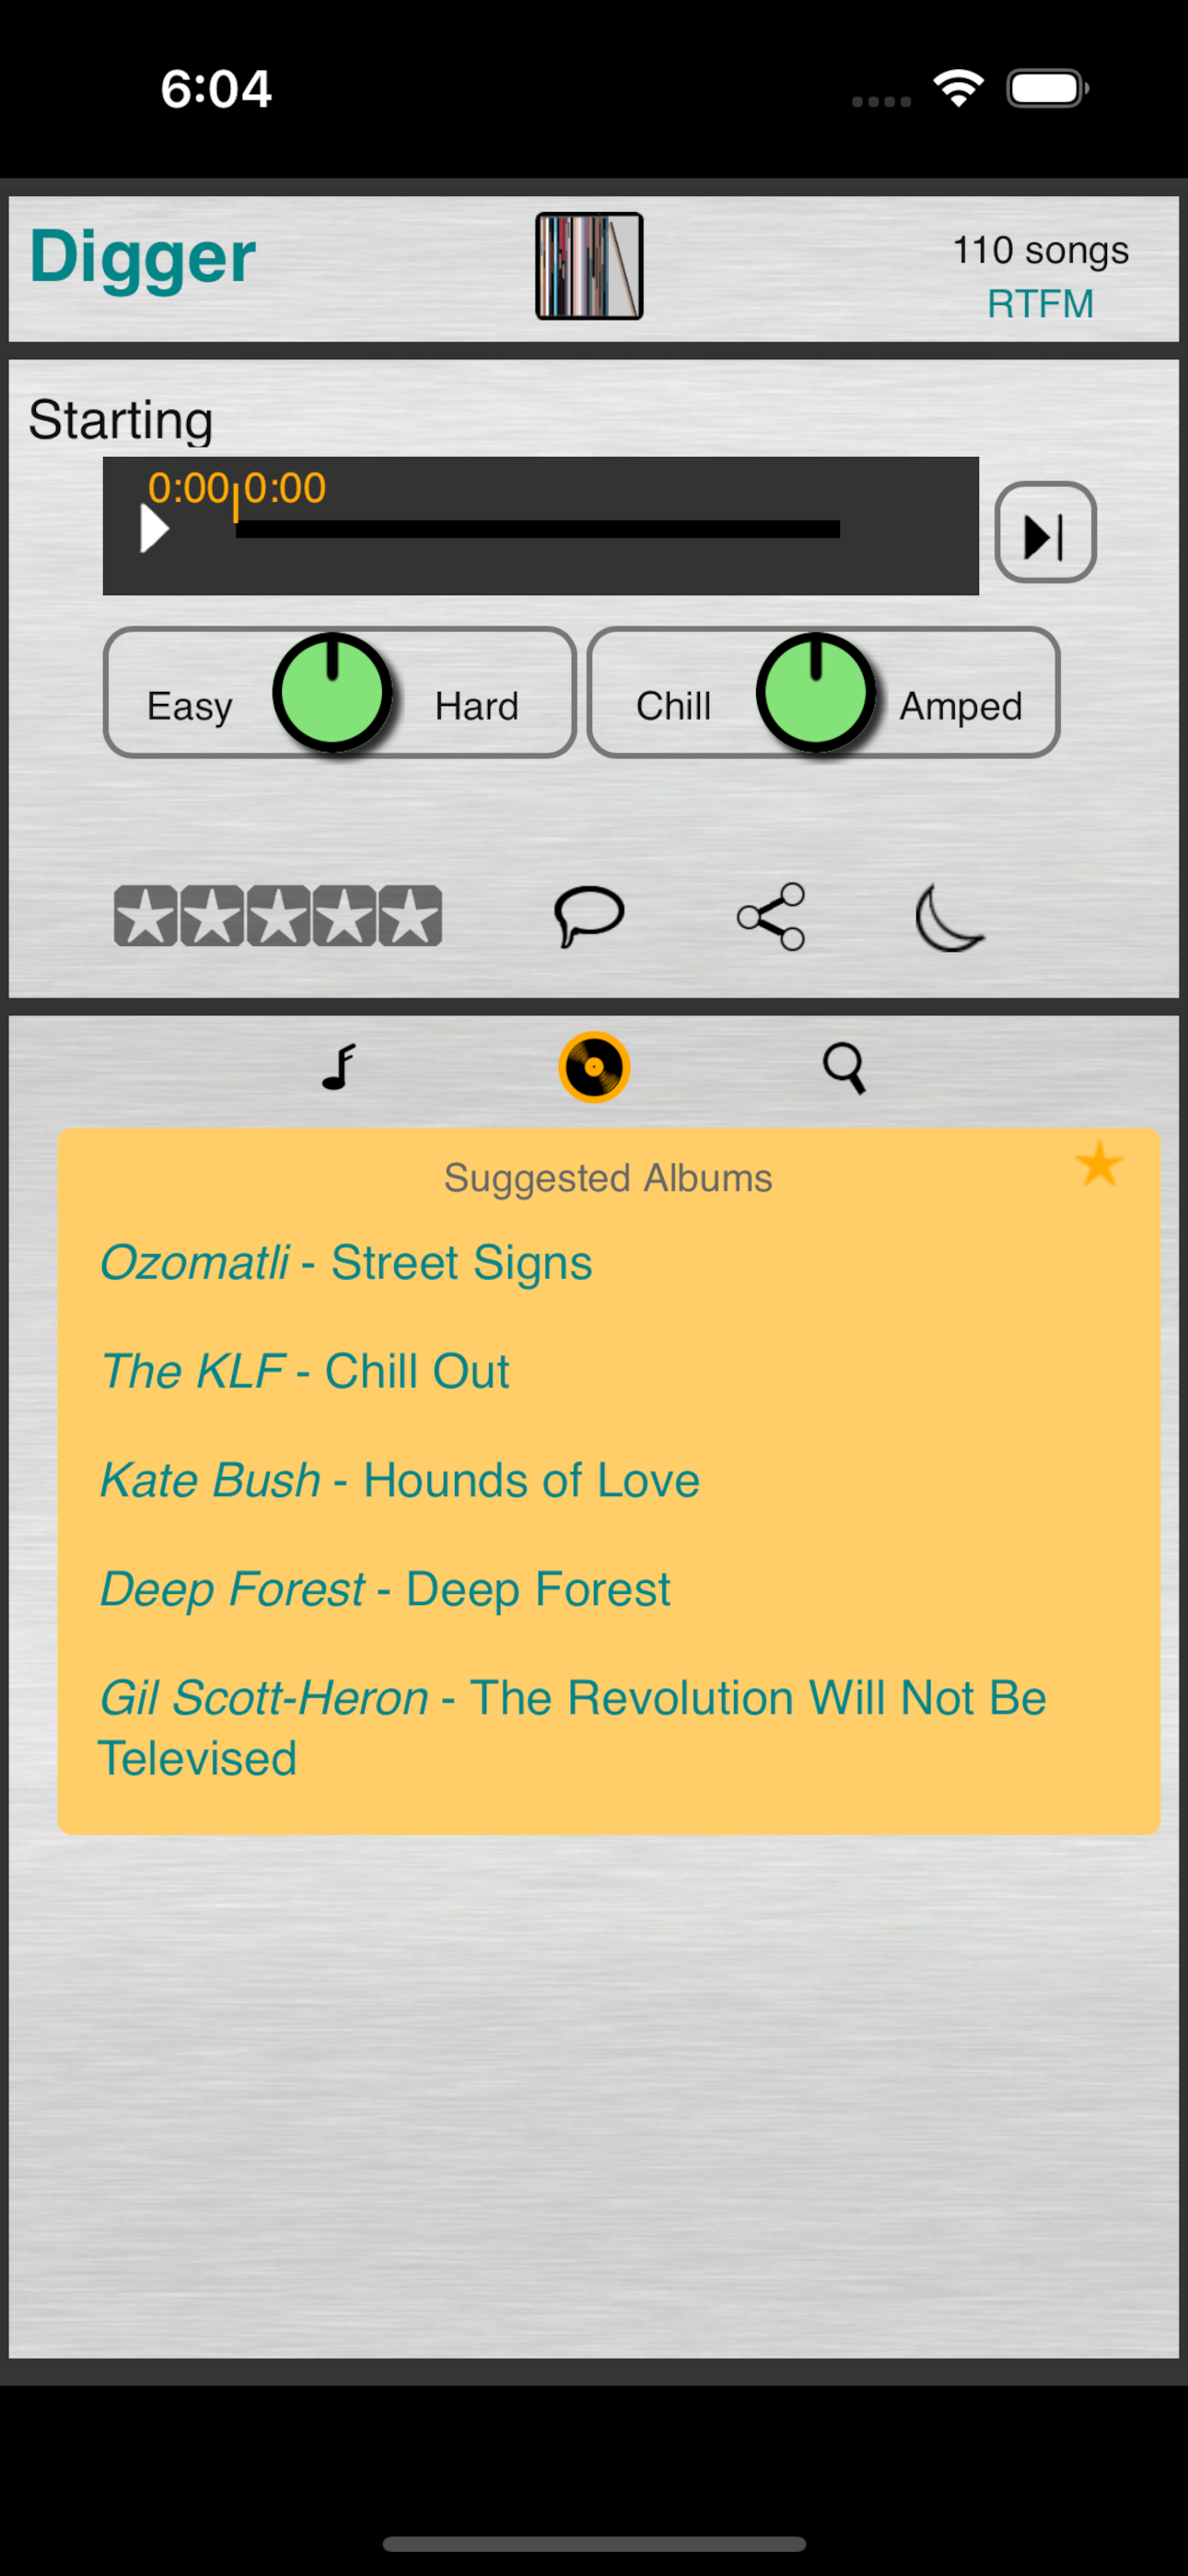 6:04
Digger
110 songs
RTFM
Starting
0:00 0:00
Easy Hard Chill Amped
Suggested Albums
Ozomatli - Street Signs
The KLF - Chill Out
Kate Bush - Hounds of Love
Deep Forest - Deep Forest
Gil Scott-Heron - The Revolution Will Not Be
Televised